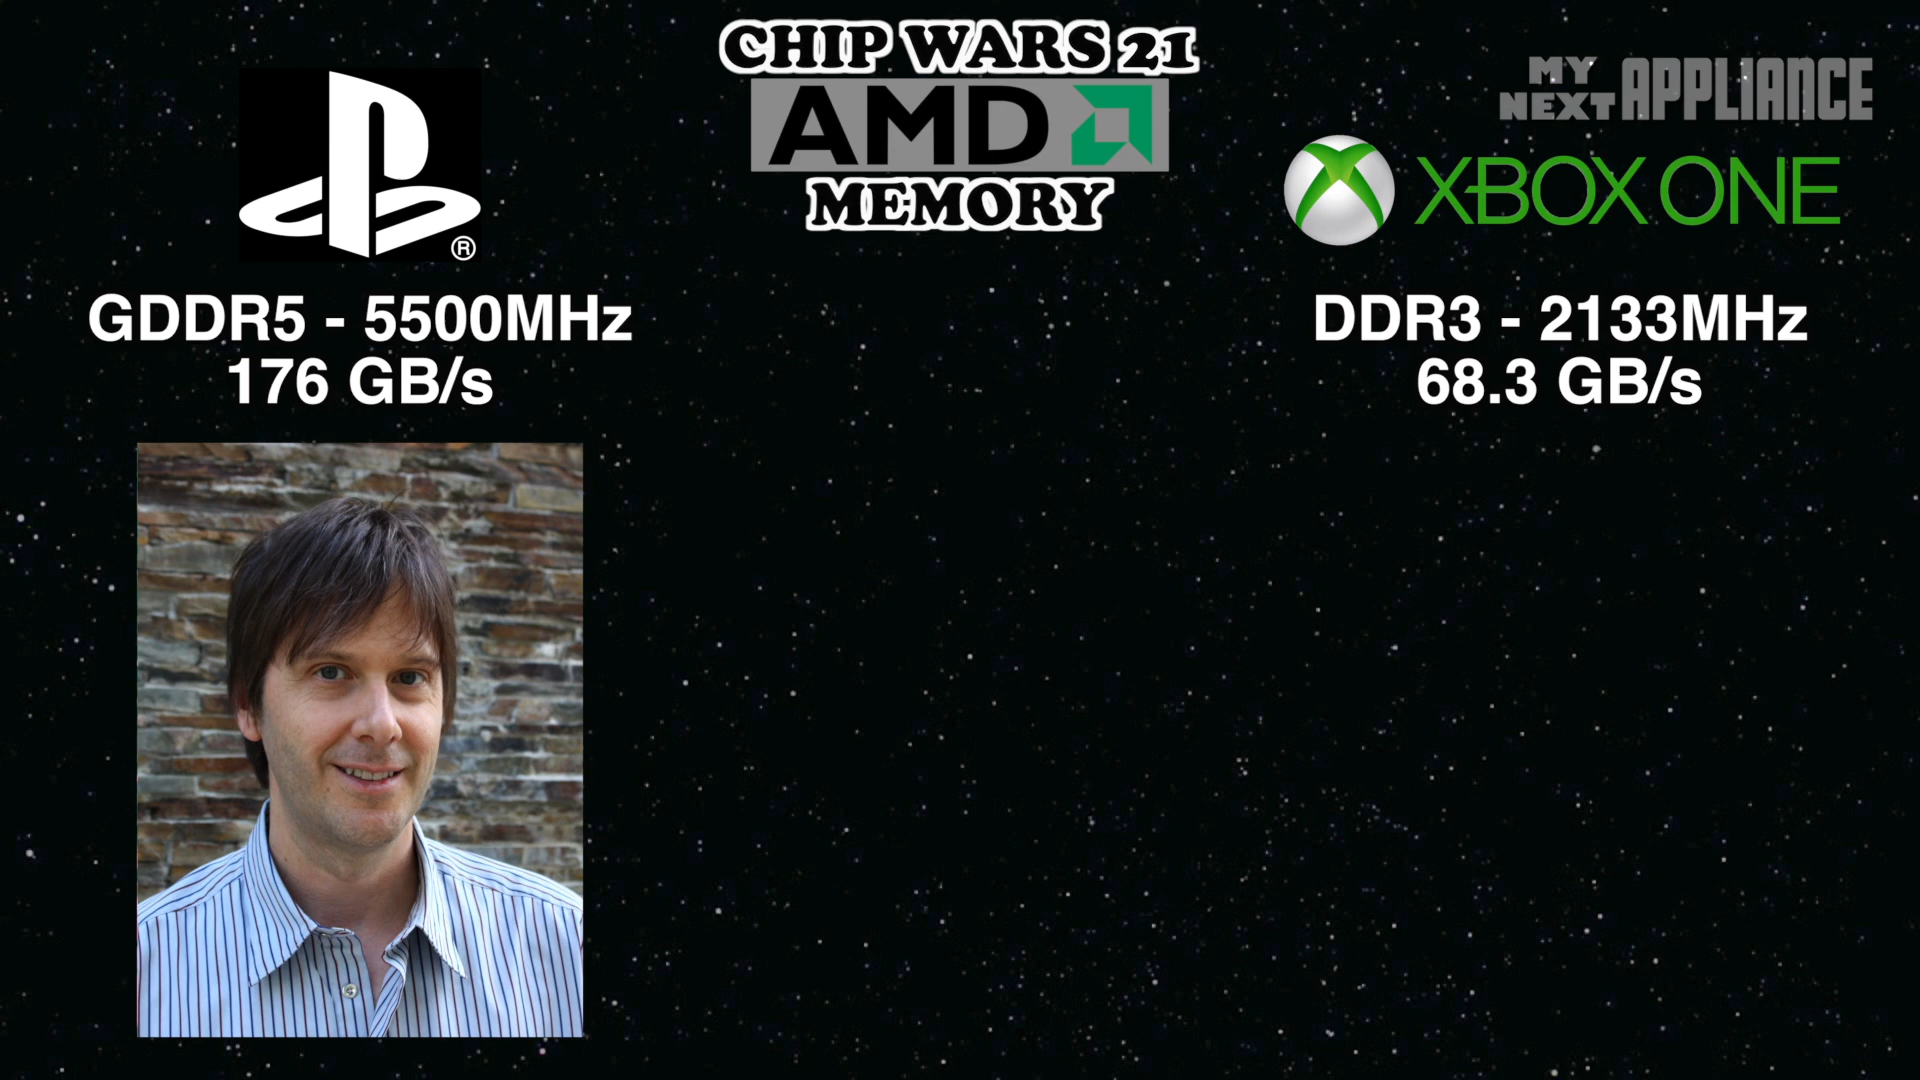 CHIP WARS 21
AMD
MEMORY
MY NEXT APPLIANCE
®
XBOX ONE
GDDR5 - 5500MHz
176 GB/s
DDR3 - 2133MHz
68.3 GB/s